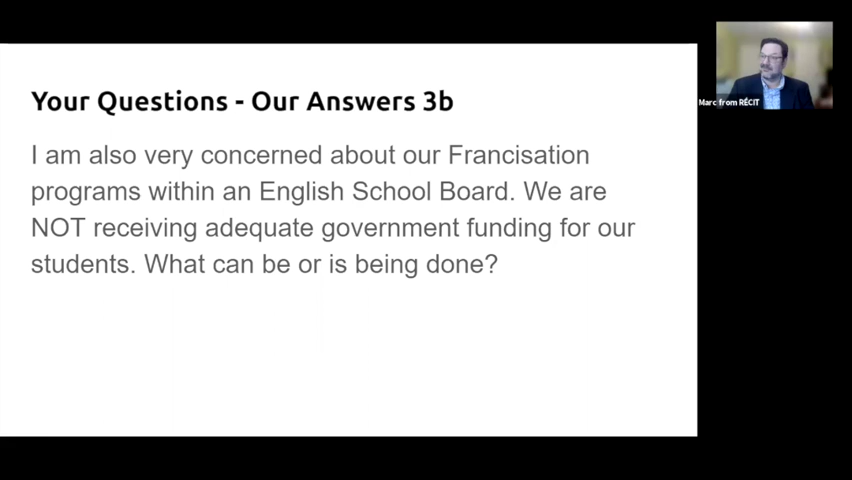 Your Questions - Our Answers 3b
I am also very concerned about our Francisation
programs within an English School Board. We are
NOT receiving adequate government funding for our
students. What can be or is being done?
Marc from RÉCIT